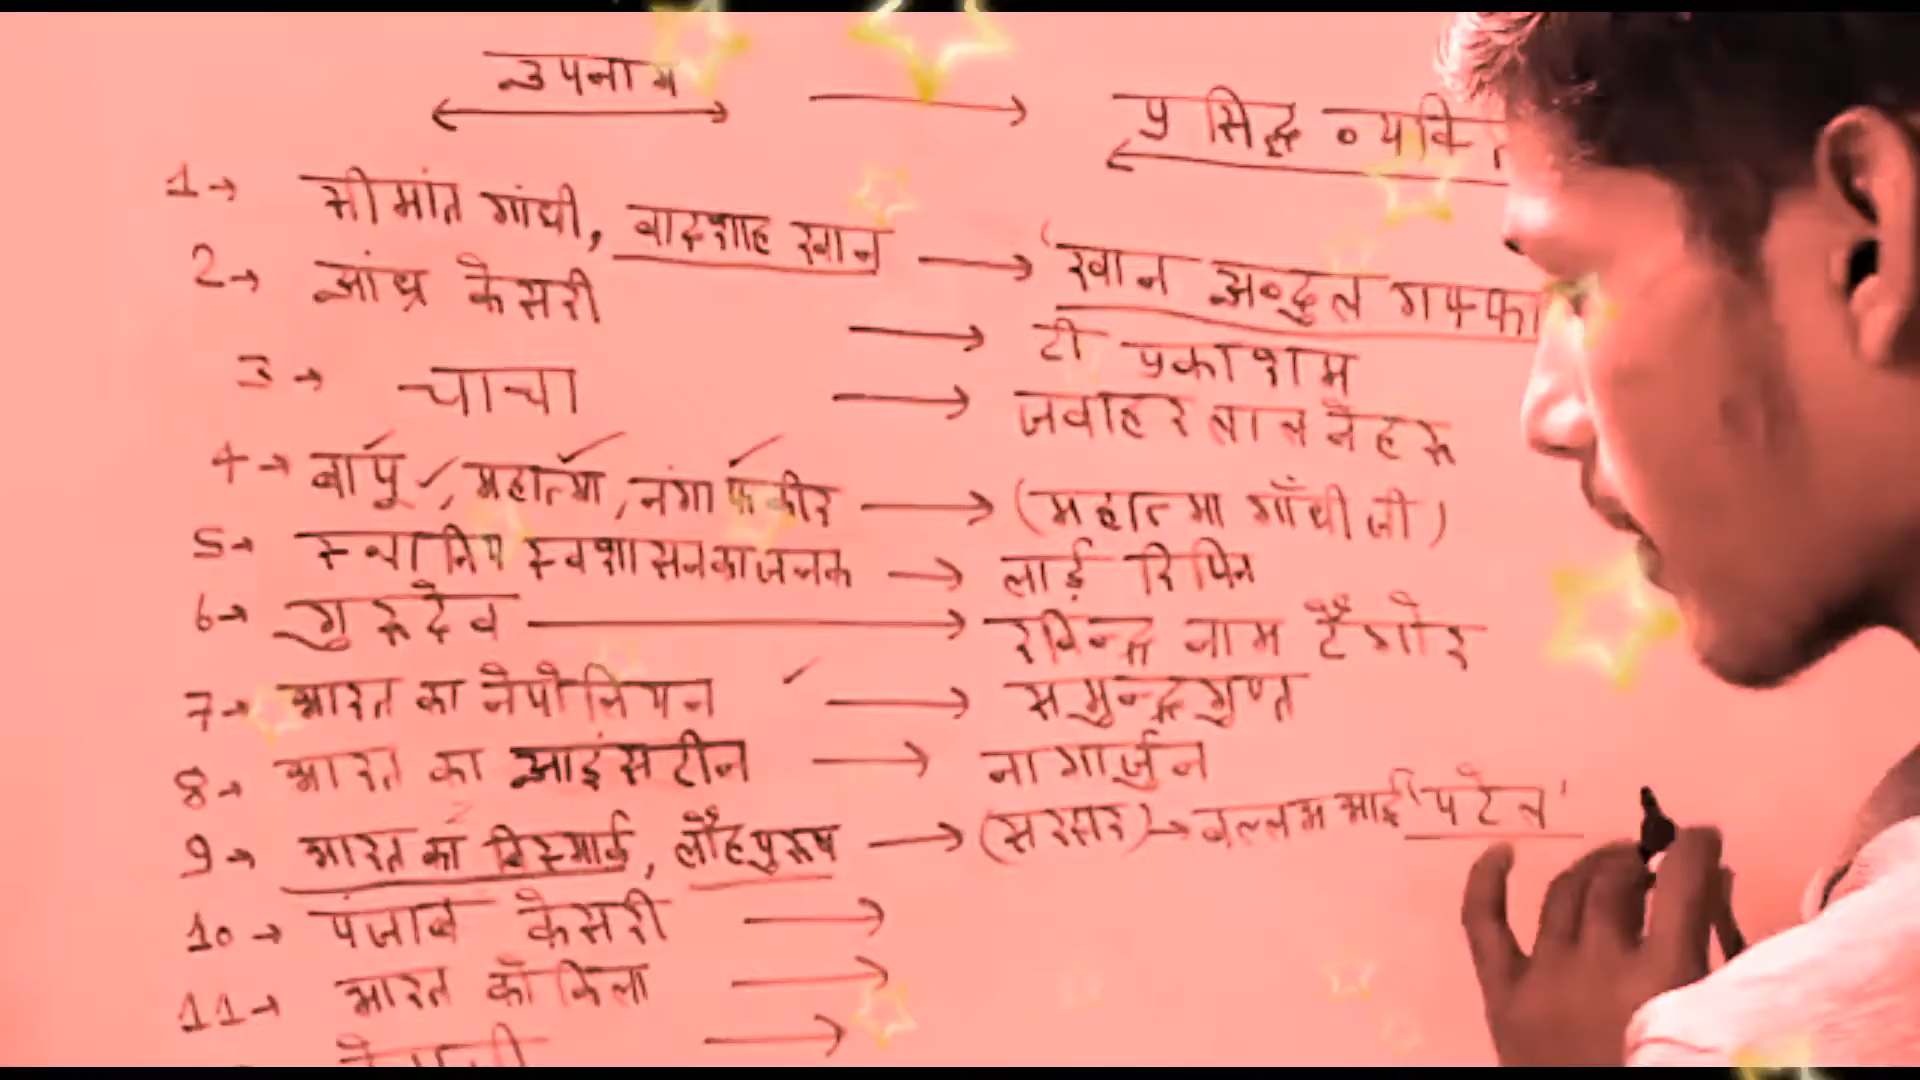 उपनाम → प्रसिद्ध व्यक्ति
1→ सीमांत गांधी, बादशाह खान → खान अब्दुल गफ्फा
2→ आंध्र केसरी → टी प्रकाशम
3→ चाचा → जवाहर लाल नेहरू
4→ बापू, महात्मा, नंगा फकीर → (महात्मा गाँधी जी)
5→ स्थानिय स्वशासन का जनक → लार्ड रिपिन
6→ गुरूदेव → रविन्द्र नाम टैगोर
7→ भारत का नेपोलियन → समुन्द्रगुप्त
8→ भारत का आइंसटीन → नागार्जुन
9→ भारत का बिस्मार्क, लौहपुरूष → (सरदार)→ वल्लभ भाई 'पटेल'
10→ पंजाब केसरी →
11→ भारत कोकिला →
→